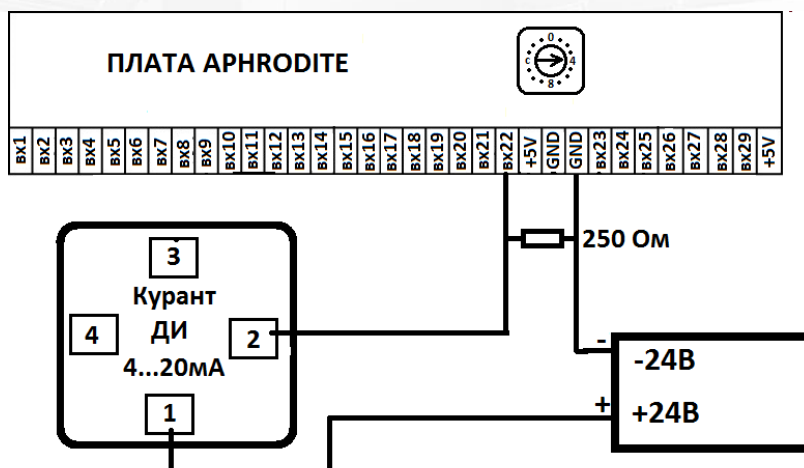 ПЛАТА APHRODITE
0
с 4
8
вх1 вх2 вх3 вх4 вх5 вх6 вх7 вх8 вх9 вх10 вх11 вх12 вх13 вх14 вх15 вх16 вх17 вх18 вх19 вх20 вх21 вх22 +5V GND GND вх23 вх24 вх25 вх26 вх27 вх28 вх29 +5V
250 Ом
3
Курант
4 ДИ 2
4...20мА
1
-
-24В
+
+24В